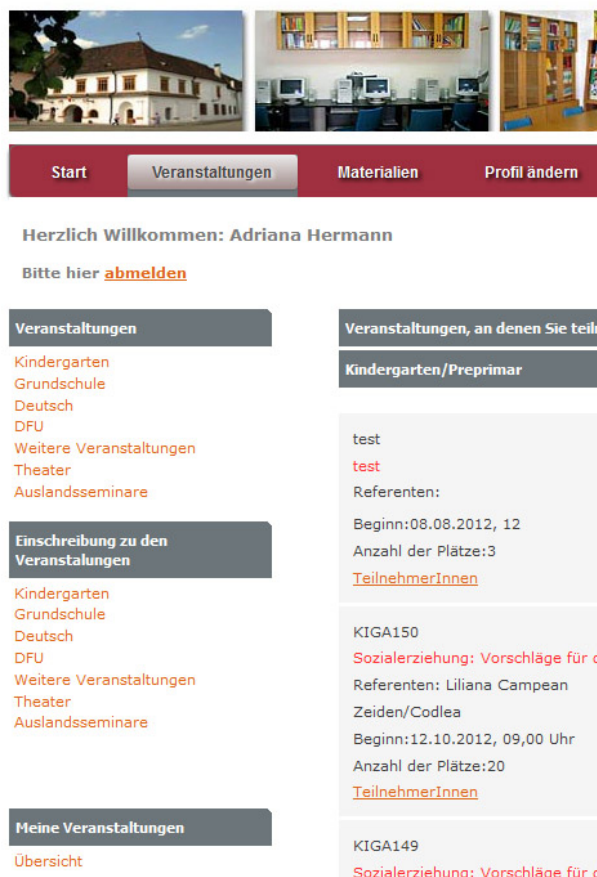 Start Veranstaltungen Materialien Profil ändern
Herzlich Willkommen: Adriana Hermann
Bitte hier abmelden
Veranstaltungen
Kindergarten
Grundschule
Deutsch
DFU
Weitere Veranstaltungen
Theater
Auslandsseminare
Einschreibung zu den
Veranstalungen
Kindergarten
Grundschule
Deutsch
DFU
Weitere Veranstaltungen
Theater
Auslandsseminare
Meine Veranstaltungen
Übersicht
Veranstaltungen, an denen Sie
Kindergarten/Preprimar
test
test
Referenten:
Beginn:08.08.2012, 12
Anzahl der Plätze:3
TeilnehmerInnen
KIGA150
Sozialerziehung: Vorschläge für
Referenten: Liliana Campean
Zeiden/Codlea
Beginn:12.10.2012, 09,00 Uhr
Anzahl der Plätze:20
TeilnehmerInnen
KIGA149
Sozialerziehung: Vorschläge für